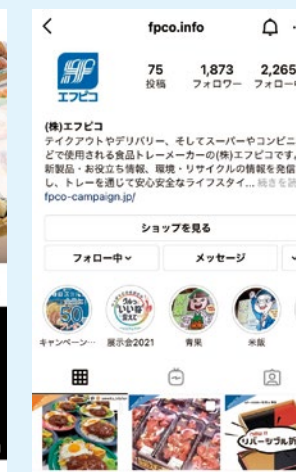 fpco.info
エフピコ
75
1,873
2,265
投稿
フォロワー
フォロー中
(株)エフピコ
テイクアウトやデリバリー、そしてスーパーやコンビニ
どで使用される食品トレーメーカーの(株)エフピコです。
新製品・お役立ち情報、環境・リサイクルの情報を発信
し、トレーを通じて安心安全なライフスタイ... 続きを読
fpco-campaign.jp/
ショップを見る
フォロー中
メッセージ
50
いいね
キャンペーン…
展示会2021
青果
米飯
リバーシブル折